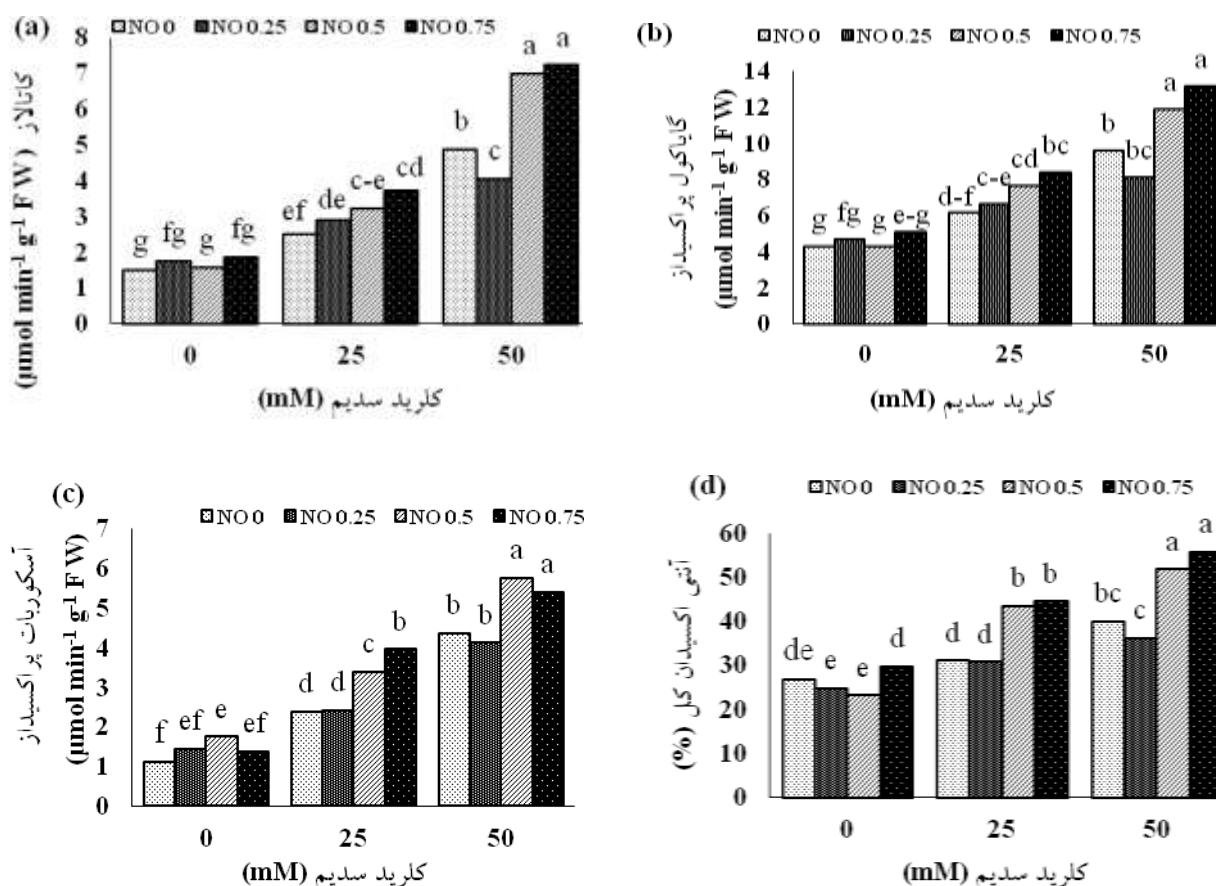 (a)
NO 0 NO 0.25 NO 0.5 NO 0.75
کاتالاز (µmol min-1 g-1 FW)
8
7
6
5
4
3
2
1
0
g fg g fg
ef de c-e cd
b c a a
0 25 50
کلرید سدیم (mM)
(b)
NO 0 NO 0.25 NO 0.5 NO 0.75
گایاکول پراکسیداز
(µmol min-1 g-1 FW)
14
12
10
8
6
4
2
0
g fg g e-g
d-f c-e cd bc
b bc a a
0 25 50
کلرید سدیم (mM)
(c)
NO 0 NO 0.25 NO 0.5 NO 0.75
آسکوربات پراکسیداز
(µmol min-1 g-1 FW)
7
6
5
4
3
2
1
0
f ef e ef
d d c b
b b a a
0 25 50
کلرید سدیم (mM)
(d)
NO 0 NO 0.25 NO 0.5 NO 0.75
آنتی اکسیدان کل (%)
60
50
40
30
20
10
0
de e e d
d d b b
bc c a a
0 25 50
کلرید سدیم (mM)